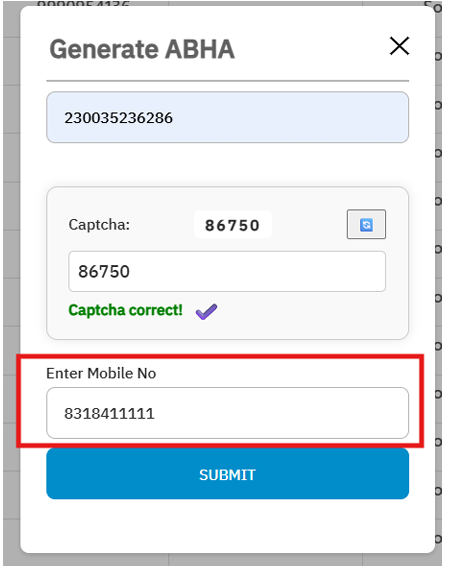 Generate ABHA
230035236286
Captcha:
86750
86750
Captcha correct!
Enter Mobile No
8318411111
SUBMIT